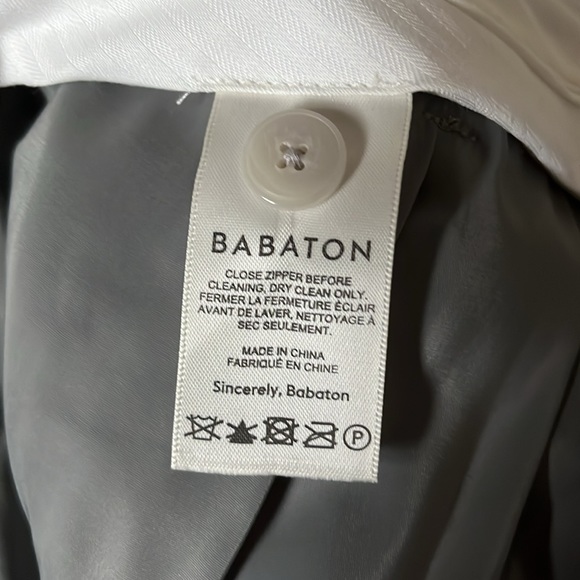 BABATON
CLOSE ZIPPER BEFORE
CLEANING, DRY CLEAN ONLY.
FERMER LA FERMETURE ÉCLAIR
AVANT DE LAVER, NETTOYAGE À
SEC SEULEMENT.
MADE IN CHINA
FABRIQUÉ EN CHINE
Sincerely, Babaton
P